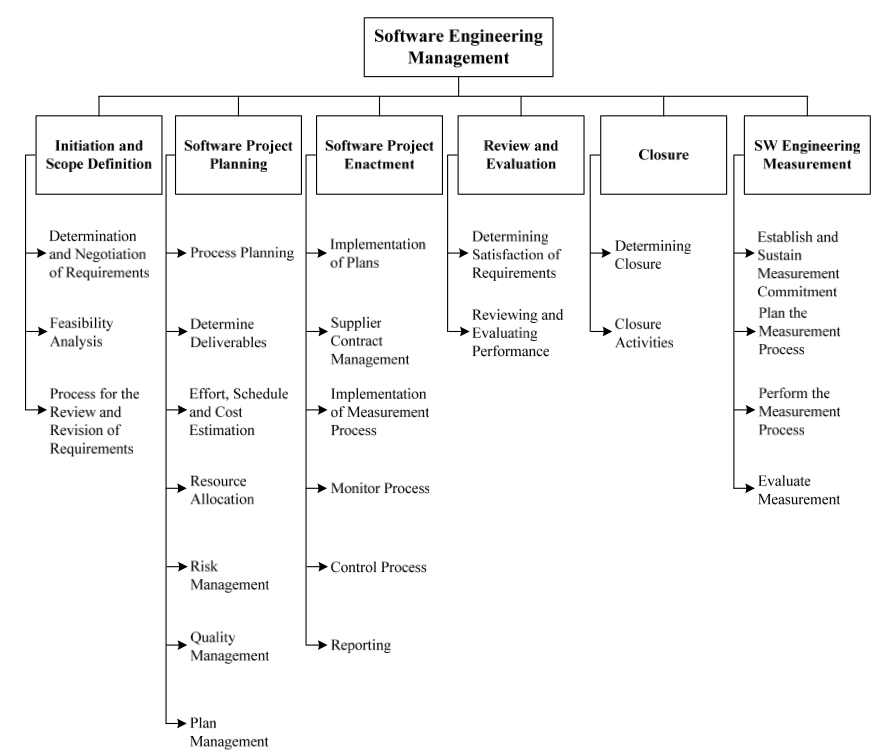 Software Engineering
Management
Initiation and
Scope Definition
Determination
and Negotiation
of Requirements
Feasibility
Analysis
Process for the
Review and
Revision of
Requirements
Software Project
Planning
Process Planning
Determine
Deliverables
Effort, Schedule
and Cost
Estimation
Resource
Allocation
Risk
Management
Quality
Management
Plan
Management
Software Project
Enactment
Implementation
of Plans
Supplier
Contract
Management
Implementation
of Measurement
Process
Monitor Process
Control Process
Reporting
Review and
Evaluation
Determining
Satisfaction of
Requirements
Reviewing and
Evaluating
Performance
Closure
Determining
Closure
Closure
Activities
SW Engineering
Measurement
Establish and
Sustain
Measurement
Commitment
Plan the
Measurement
Process
Perform the
Measurement
Process
Evaluate
Measurement